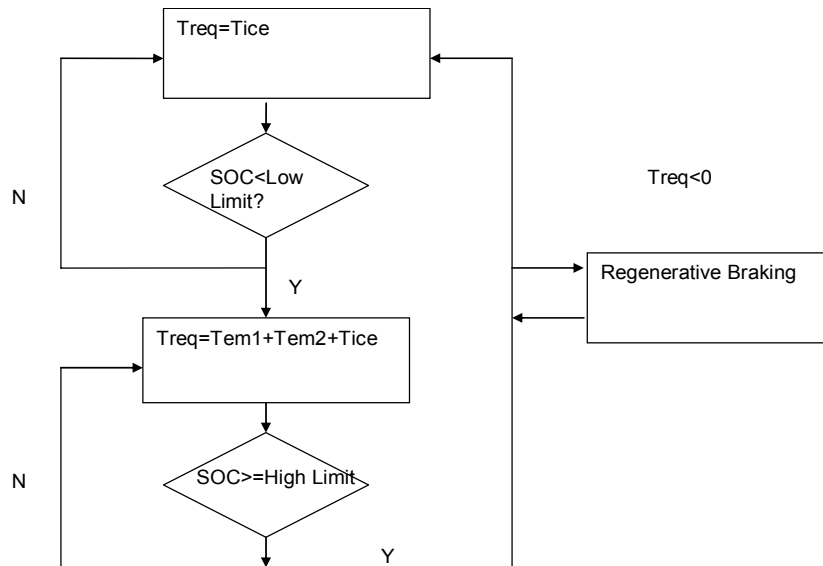 Treq=Tice
SOC<Low
Limit?
N
Treq<0
Regenerative Braking
Y
Treq=Tem1+Tem2+Tice
SOC>=High Limit
N
Y